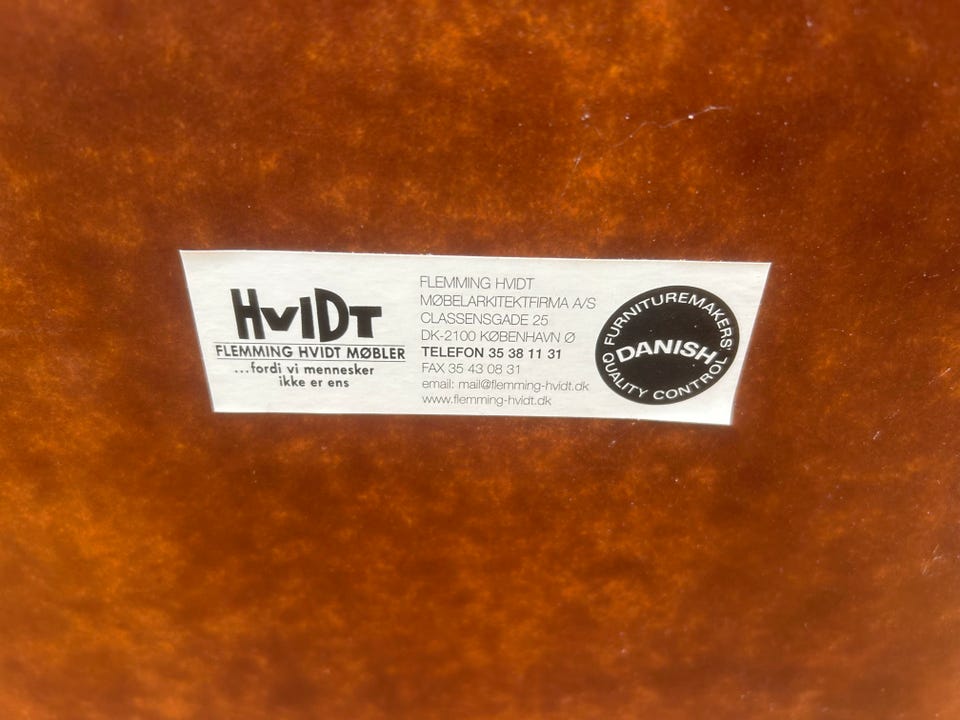 HVIDT
FLEMMING HVIDT MØBLER
...fordi vi mennesker
ikke er ens
FLEMMING HVIDT
MØBELARKITEKTFIRMA A/S
CLASSENSGADE 25
DK-2100 KØBENHAVN Ø
TELEFON 35 38 11 31
FAX 35 43 08 31
email: mail@flemming-hvidt.dk
www.flemming-hvidt.dk
FURNITUREMAKERS'
DANISH
QUALITY CONTROL